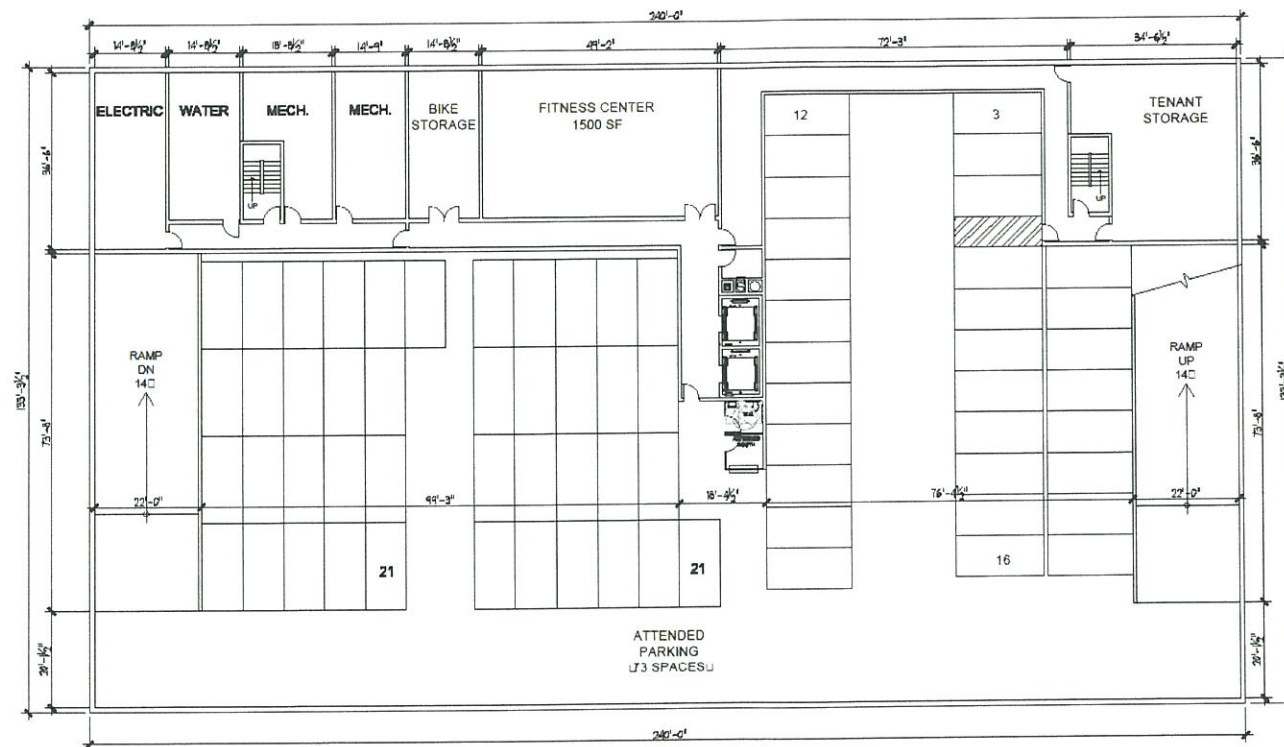 240'-0"
14'-8½"
14'-8½"
18'-8½"
14'-9"
14'-8½"
49'-2"
72'-3"
34'-6½"
ELECTRIC
WATER
MECH.
MECH.
BIKE
STORAGE
FITNESS CENTER
1500 SF
12
3
TENANT
STORAGE
36'-6"
36'-6"
UP
UP
RAMP
DN
14□
RAMP
UP
14□
133'-3½"
73'-8"
73'-8"
22'-0"
99'-3"
18'-4½"
76'-4½"
22'-0"
21
21
16
ATTENDED
PARKING
73 SPACES
20'-1½"
20'-1½"
240'-0"